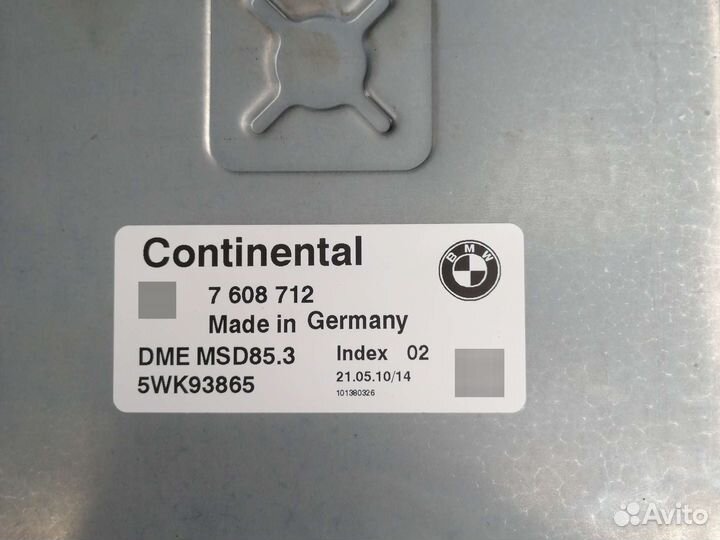 Continental
BMW
7 608 712
Made in Germany
DME MSD85.3 Index 02
5WK93865 21.05.10/14
101380326
Avito